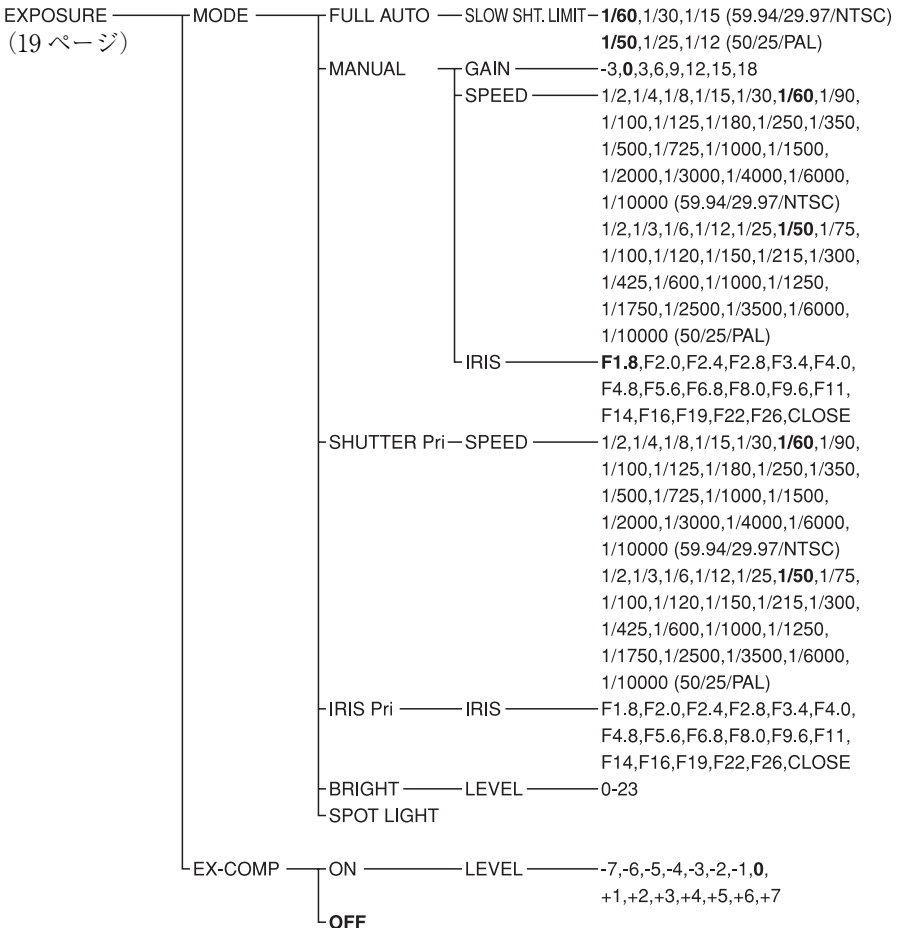 EXPOSURE MODE FULL AUTO SLOW SHT. LIMIT 1/60,1/30,1/15 (59.94/29.97/NTSC)
(19 ページ) 1/50,1/25,1/12 (50/25/PAL)
MANUAL GAIN -3,0,3,6,9,12,15,18
SPEED 1/2,1/4,1/8,1/15,1/30,1/60,1/90,
1/100,1/125,1/180,1/250,1/350,
1/500,1/725,1/1000,1/1500,
1/2000,1/3000,1/4000,1/6000,
1/10000 (59.94/29.97/NTSC)
1/2,1/3,1/6,1/12,1/25,1/50,1/75,
1/100,1/120,1/150,1/215,1/300,
1/425,1/600,1/1000,1/1250,
1/1750,1/2500,1/3500,1/6000,
1/10000 (50/25/PAL)
IRIS F1.8,F2.0,F2.4,F2.8,F3.4,F4.0,
F4.8,F5.6,F6.8,F8.0,F9.6,F11,
F14,F16,F19,F22,F26,CLOSE
SHUTTER Pri SPEED 1/2,1/4,1/8,1/15,1/30,1/60,1/90,
1/100,1/125,1/180,1/250,1/350,
1/500,1/725,1/1000,1/1500,
1/2000,1/3000,1/4000,1/6000,
1/10000 (59.94/29.97/NTSC)
1/2,1/3,1/6,1/12,1/25,1/50,1/75,
1/100,1/120,1/150,1/215,1/300,
1/425,1/600,1/1000,1/1250,
1/1750,1/2500,1/3500,1/6000,
1/10000 (50/25/PAL)
IRIS Pri IRIS F1.8,F2.0,F2.4,F2.8,F3.4,F4.0,
F4.8,F5.6,F6.8,F8.0,F9.6,F11,
F14,F16,F19,F22,F26,CLOSE
BRIGHT LEVEL 0-23
SPOT LIGHT
EX-COMP ON LEVEL -7,-6,-5,-4,-3,-2,-1,0,
+1,+2,+3,+4,+5,+6,+7
OFF